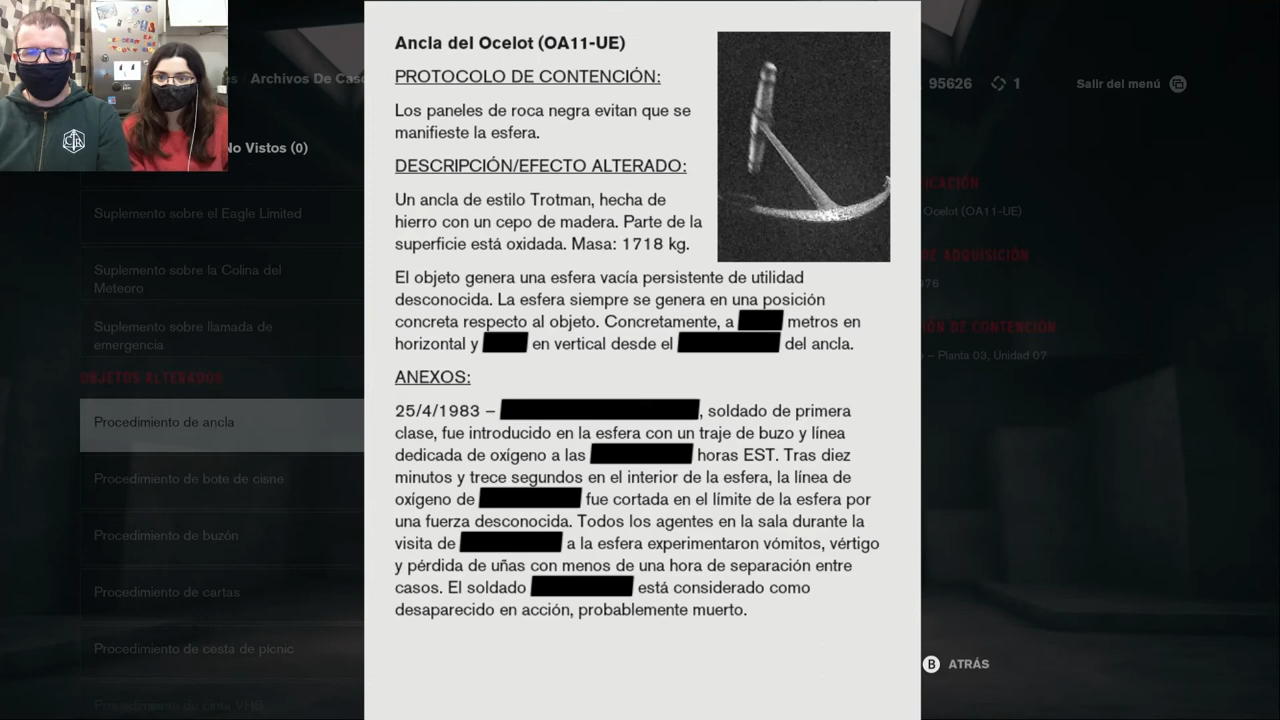 Archivos De Caso
No Vistos (0)
95626
1
Salir del menú
Suplemento sobre el Eagle Limited
Suplemento sobre la Colina del
Meteoro
Suplemento sobre llamada de
emergencia
OBJETOS ALTERADOS
Procedimiento de ancla
Procedimiento de bote de cisne
Procedimiento de buzón
Procedimiento de cartas
Procedimiento de cesta de pícnic
Procedimiento de cinta VHS
Ancla del Ocelot (OA11-UE)
PROTOCOLO DE CONTENCIÓN:
Los paneles de roca negra evitan que se
manifieste la esfera.
DESCRIPCIÓN/EFECTO ALTERADO:
Un ancla de estilo Trotman, hecha de
hierro con un cepo de madera. Parte de la
superficie está oxidada. Masa: 1718 kg.
El objeto genera una esfera vacía persistente de utilidad
desconocida. La esfera siempre se genera en una posición
concreta respecto al objeto. Concretamente, a metros en
horizontal y en vertical desde el del ancla.
ANEXOS:
25/4/1983 – , soldado de primera
clase, fue introducido en la esfera con un traje de buzo y línea
dedicada de oxígeno a las horas EST. Tras diez
minutos y trece segundos en el interior de la esfera, la línea de
oxígeno de fue cortada en el límite de la esfera por
una fuerza desconocida. Todos los agentes en la sala durante la
visita de a la esfera experimentaron vómitos, vértigo
y pérdida de uñas con menos de una hora de separación entre
casos. El soldado está considerado como
desaparecido en acción, probablemente muerto.
Ocelot (OA11-UE)
DE ADQUISICIÓN
76
DE CONTENCIÓN
– Planta 03, Unidad 07
B ATRÁS